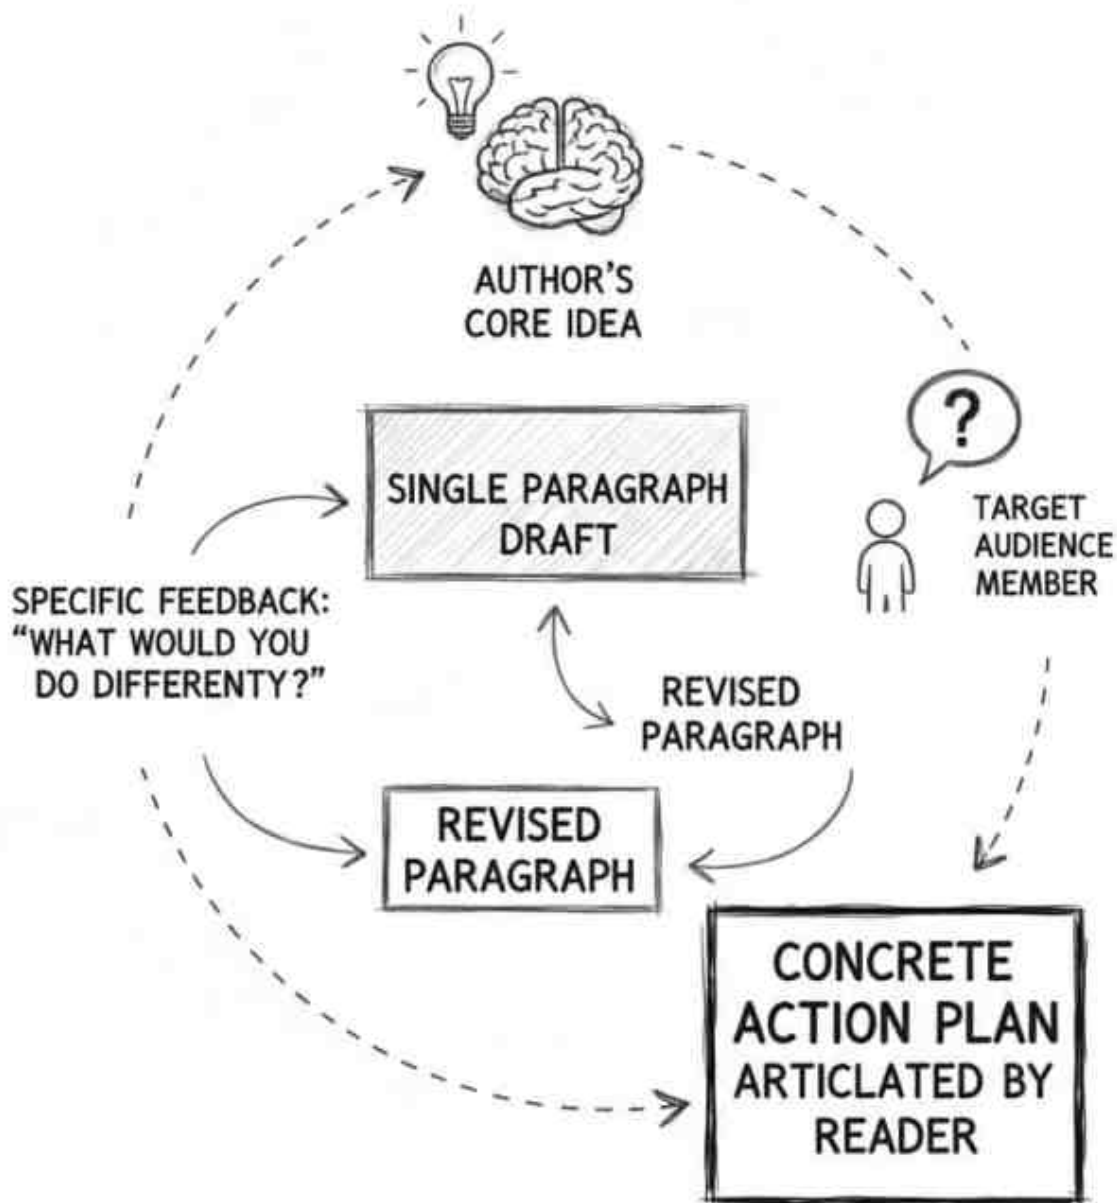 AUTHOR'S
CORE IDEA
?
SINGLE PARAGRAPH
DRAFT
TARGET
AUDIENCE
MEMBER
SPECIFIC FEEDBACK:
"WHAT WOULD YOU
DO DIFFERENTY?"
REVISED
PARAGRAPH
REVISED
PARAGRAPH
CONCRETE
ACTION PLAN
ARTICLATED BY
READER